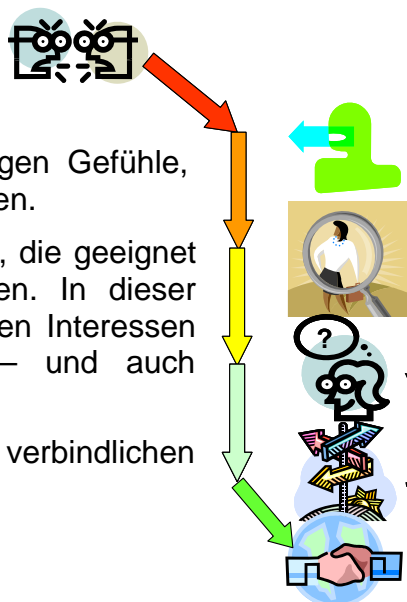 gen Gefühle,
en.
, die geeignet
en. In dieser
en Interessen
– und auch
?
verbindlichen